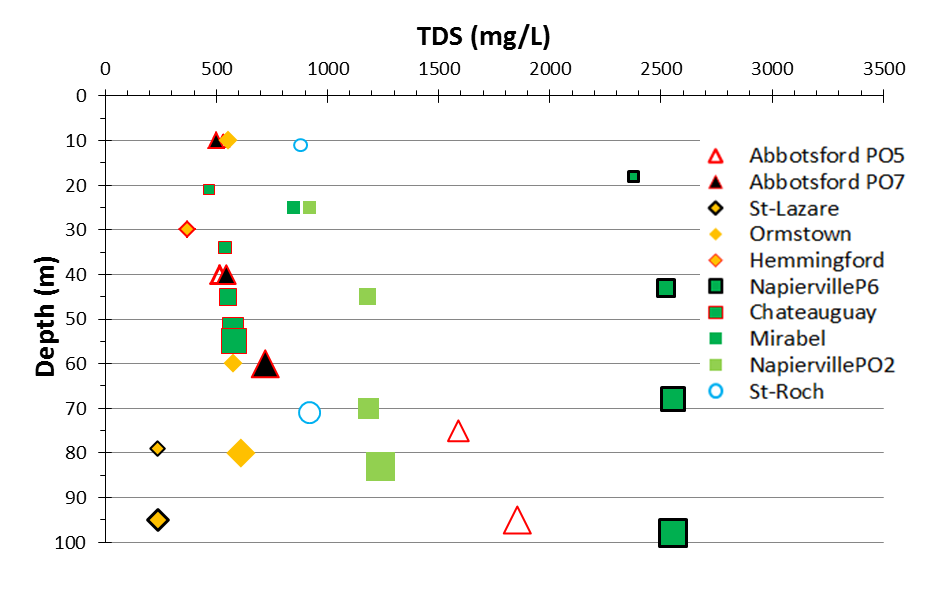 TDS (mg/L)
0 500 1000 1500 2000 2500 3000 3500
0
10
20
30
40
50
60
70
80
90
100
Depth (m)
Abbotsford PO5
Abbotsford PO7
St-Lazare
Ormstown
Hemmingford
NapiervilleP6
Chateauguay
Mirabel
NapiervillePO2
St-Roch